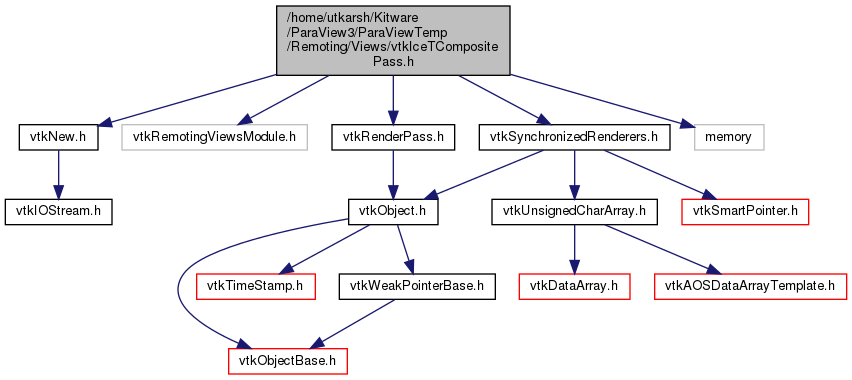 /home/utkarsh/Kitware
/ParaView3/ParaViewTemp
/Remoting/Views/vtkIceTComposite
Pass.h
vtkNew.h
vtkRemotingViewsModule.h
vtkRenderPass.h
vtkSynchronizedRenderers.h
memory
vtkIOStream.h
vtkObject.h
vtkUnsignedCharArray.h
vtkSmartPointer.h
vtkTimeStamp.h
vtkWeakPointerBase.h
vtkDataArray.h
vtkAOSDataArrayTemplate.h
vtkObjectBase.h